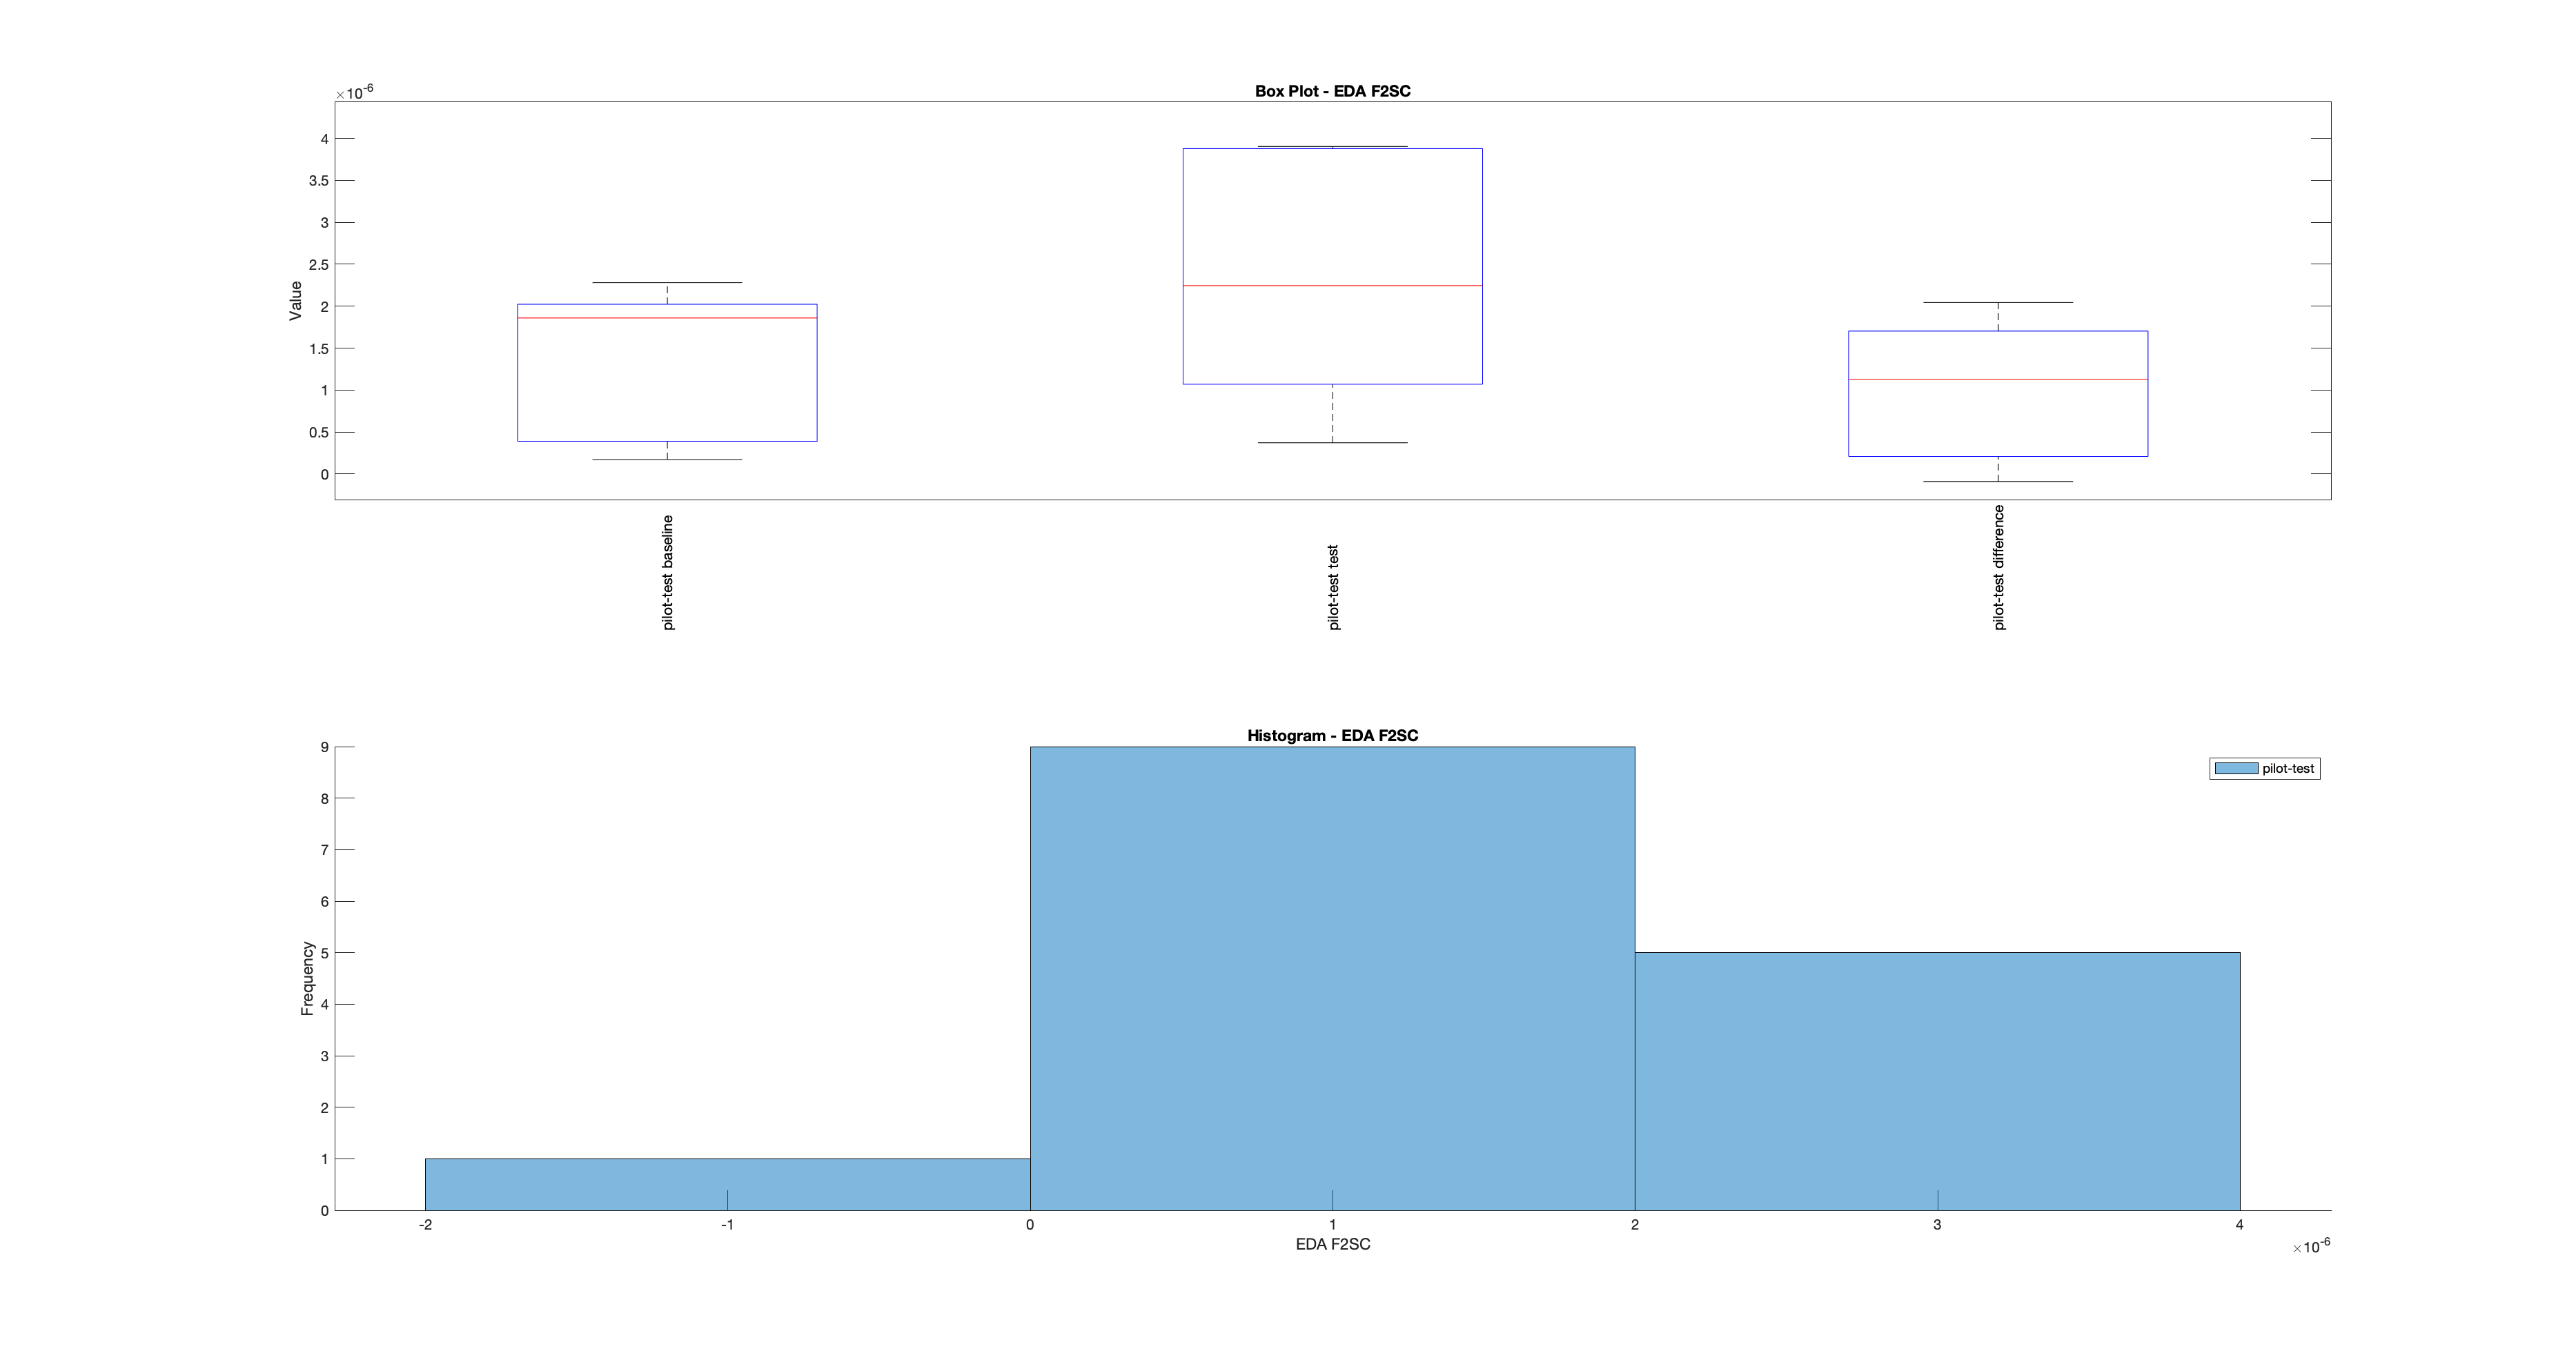 Box Plot - EDA F2SC
×10-6
4
3.5
3
2.5
2
1.5
1
0.5
0
Value
pilot-test baseline
pilot-test test
pilot-test difference
Histogram - EDA F2SC
pilot-test
9
8
7
6
5
4
3
2
1
0
Frequency
-2 -1 0 1 2 3 4
EDA F2SC
×10-6